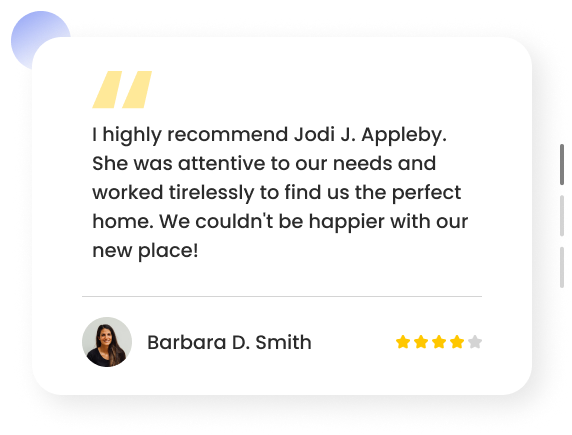 I highly recommend Jodi J. Appleby.
She was attentive to our needs and
worked tirelessly to find us the perfect
home. We couldn't be happier with our
new place!
Barbara D. Smith